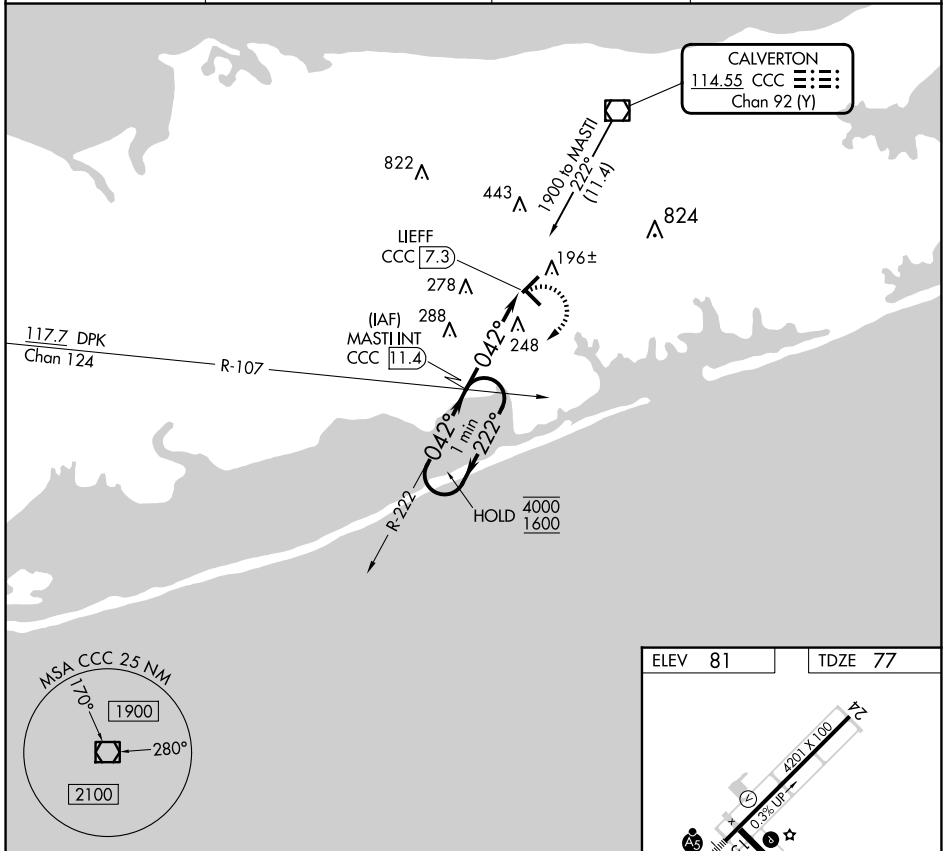 CALVERTON
114.55 CCC
Chan 92 (Y)
1900 to MASTI
222°
(11.4)
822
443
824
LIEFF
CCC 7.3
196±
278
(IAF)
MASTI INT
CCC 11.4
288
248
042°
117.7 DPK
Chan 124
R-107
042°
1 min
222°
R-222
HOLD 4000
1600
MSA CCC 25 NM
170°
1900
280°
2100
ELEV 81
TDZE 77
24
4201 X 100
0.3% UP
V
x
A5
P